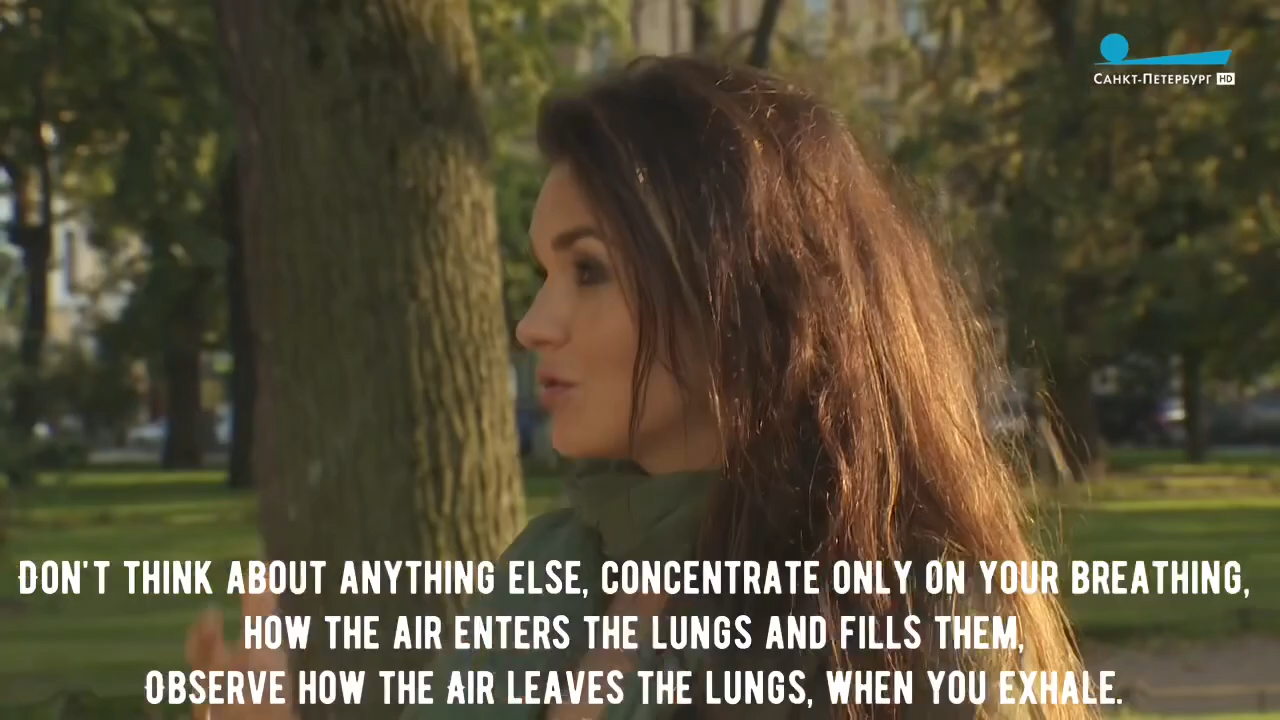 Санкт-Петербург HD
DON'T THINK ABOUT ANYTHING ELSE, CONCENTRATE ONLY ON YOUR BREATHING,
HOW THE AIR ENTERS THE LUNGS AND FILLS THEM,
OBSERVE HOW THE AIR LEAVES THE LUNGS, WHEN YOU EXHALE.